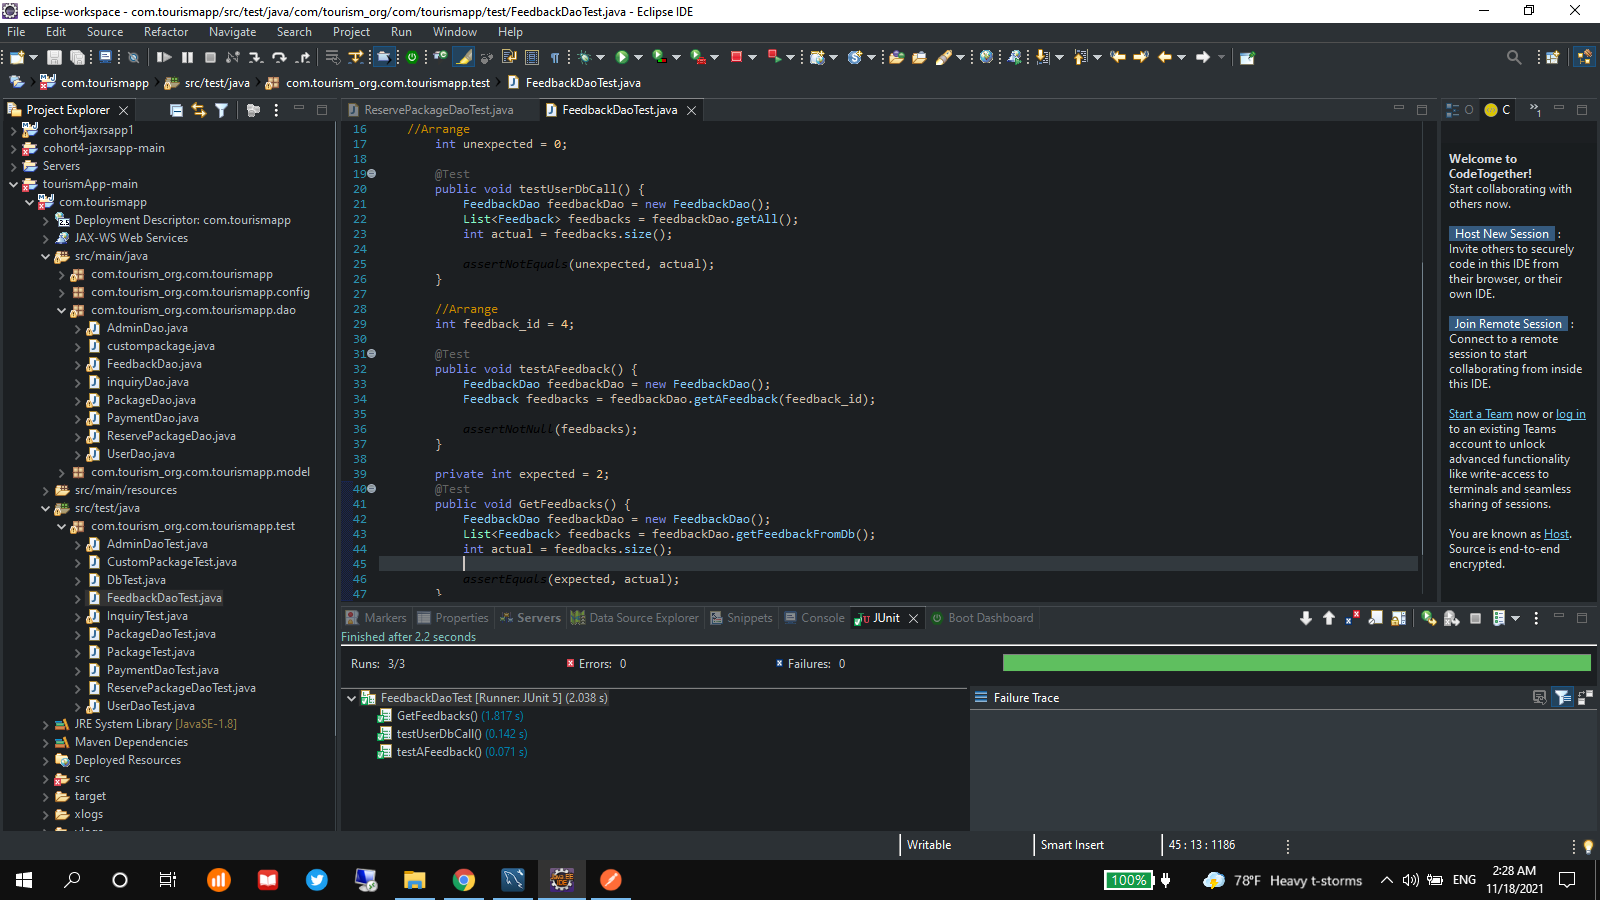 eclipse-workspace - com.tourismapp/src/test/java/com/tourism_org/com/tourismapp/test/FeedbackDaoTest.java - Eclipse IDE
File Edit Source Refactor Navigate Search Project Run Window Help
com.tourismapp src/test/java com.tourism_org.com.tourismapp.test FeedbackDaoTest.java
Project Explorer
cohort4jaxrsapp1
cohort4-jaxrsapp-main
Servers
tourismApp-main
com.tourismapp
Deployment Descriptor: com.tourismapp
JAX-WS Web Services
src/main/java
com.tourism_org.com.tourismapp
com.tourism_org.com.tourismapp.config
com.tourism_org.com.tourismapp.dao
AdminDao.java
custompackage.java
FeedbackDao.java
inquiryDao.java
PackageDao.java
PaymentDao.java
ReservePackageDao.java
UserDao.java
com.tourism_org.com.tourismapp.model
src/main/resources
src/test/java
com.tourism_org.com.tourismapp.test
AdminDaoTest.java
CustomPackageTest.java
DbTest.java
FeedbackDaoTest.java
InquiryTest.java
PackageDaoTest.java
PackageTest.java
PaymentDaoTest.java
ReservePackageDaoTest.java
UserDaoTest.java
JRE System Library [JavaSE-1.8]
Maven Dependencies
Deployed Resources
src
target
xlogs
ReservePackageDaoTest.java FeedbackDaoTest.java
16 //Arrange
17 int unexpected = 0;
18
19 @Test
20 public void testUserDbCall() {
21 FeedbackDao feedbackDao = new FeedbackDao();
22 List<Feedback> feedbacks = feedbackDao.getAll();
23 int actual = feedbacks.size();
24
25 assertNotEquals(unexpected, actual);
26 }
27
28 //Arrange
29 int feedback_id = 4;
30
31 @Test
32 public void testAFeedback() {
33 FeedbackDao feedbackDao = new FeedbackDao();
34 Feedback feedbacks = feedbackDao.getAFeedback(feedback_id);
35
36 assertNotNull(feedbacks);
37 }
38
39 private int expected = 2;
40 @Test
41 public void GetFeedbacks() {
42 FeedbackDao feedbackDao = new FeedbackDao();
43 List<Feedback> feedbacks = feedbackDao.getFeedbackFromDb();
44 int actual = feedbacks.size();
45
46 assertEquals(expected, actual);
47 }
O C »1
Welcome to
CodeTogether!
Start collaborating with
others now.
Host New Session :
Invite others to securely
code in this IDE from
their browser, or their
own IDE.
Join Remote Session :
Connect to a remote
session to start
collaborating from inside
this IDE.
Start a Team now or log in
to an existing Teams
account to unlock
advanced functionality
like write-access to
terminals and seamless
sharing of sessions.
You are known as Host.
Source is end-to-end
encrypted.
Markers Properties Servers Data Source Explorer Snippets Console JUnit Boot Dashboard
Finished after 2.2 seconds
Runs: 3/3 Errors: 0 Failures: 0
FeedbackDaoTest [Runner: JUnit 5] (2.038 s)
GetFeedbacks() (1.817 s)
testUserDbCall() (0.142 s)
testAFeedback() (0.071 s)
Failure Trace
Writable Smart Insert 45 : 13 : 1186
100% 78°F Heavy t-storms ENG 2:28 AM
11/18/2021